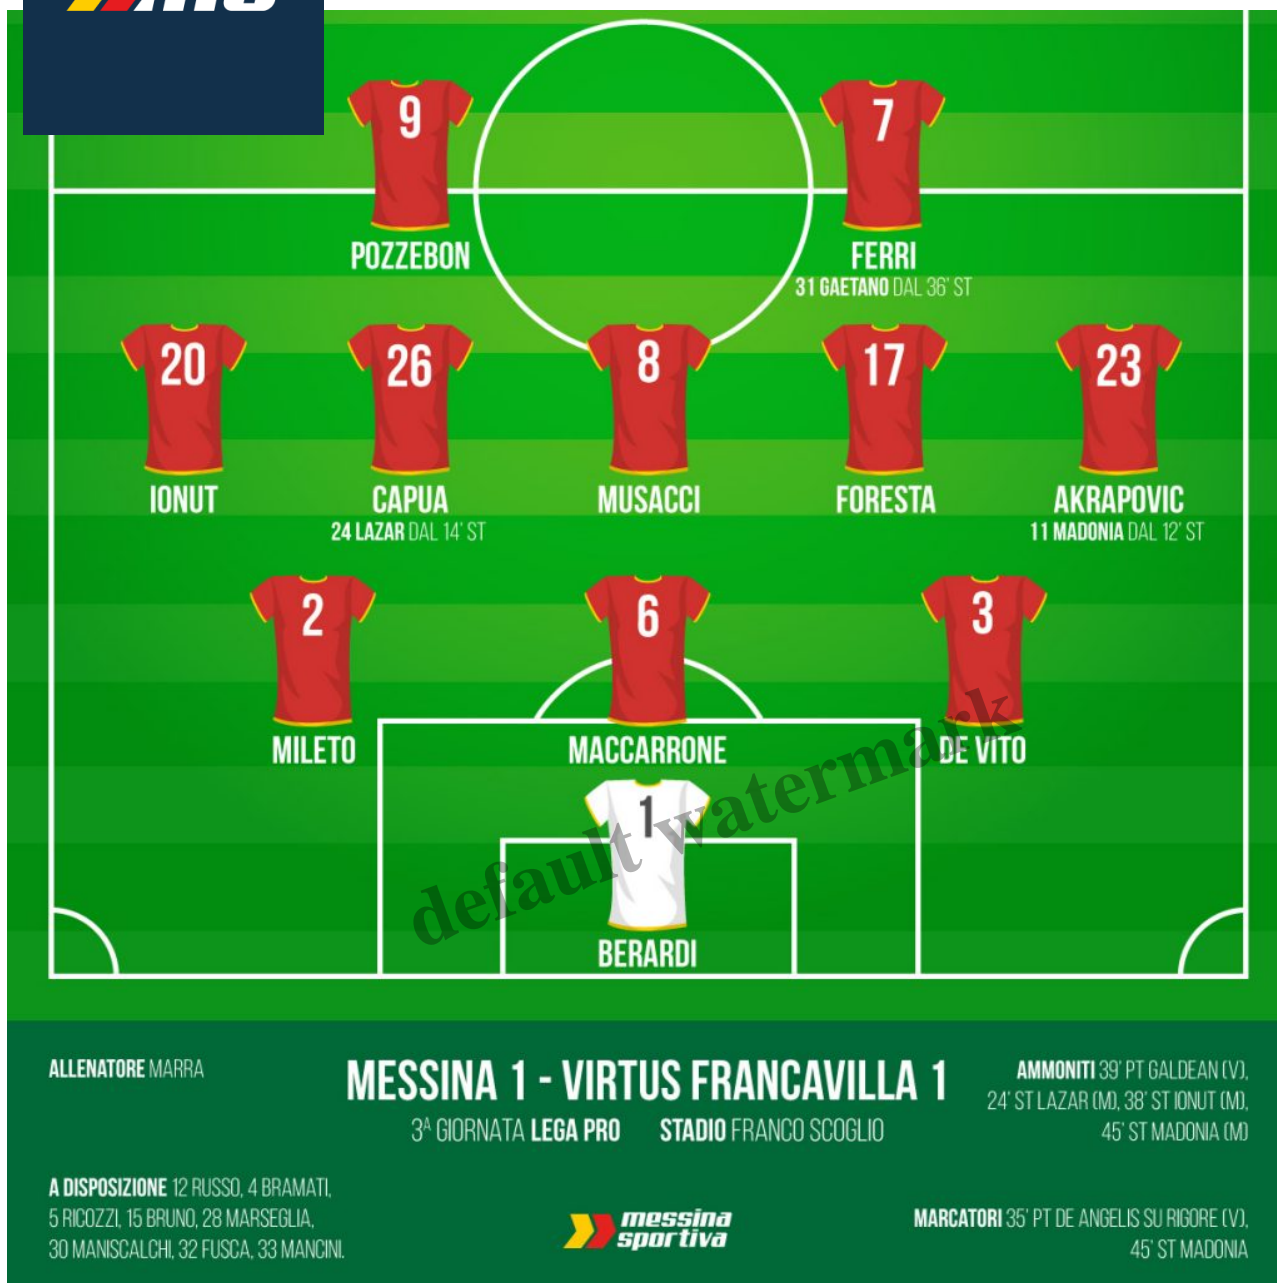 9
7
POZZEBON
FERRI
31 GAETANO DAL 36' ST
20
26
8
17
23
IONUT
CAPUA
MUSACCI
FORESTA
AKRAPOVIC
24 LAZAR DAL 14' ST
11 MADONIA DAL 12' ST
2
6
3
MILETO
MACCARRONE
DE VITO
1
default watermark
BERARDI
ALLENATORE MARRA
MESSINA 1 - VIRTUS FRANCAVILLA 1
3ª GIORNATA LEGA PRO STADIO FRANCO SCOGLIO
AMMONITI 39' PT GALDEAN (V),
24' ST LAZAR (M), 38' ST IONUT (M),
45' ST MADONIA (M)
A DISPOSIZIONE 12 RUSSO, 4 BRAMATI,
5 RICOZZI, 15 BRUNO, 28 MARSEGLIA,
30 MANISCALCHI, 32 FUSCA, 33 MANCINI.
messina
sportiva
MARCATORI 35' PT DE ANGELIS SU RIGORE (V),
45' ST MADONIA